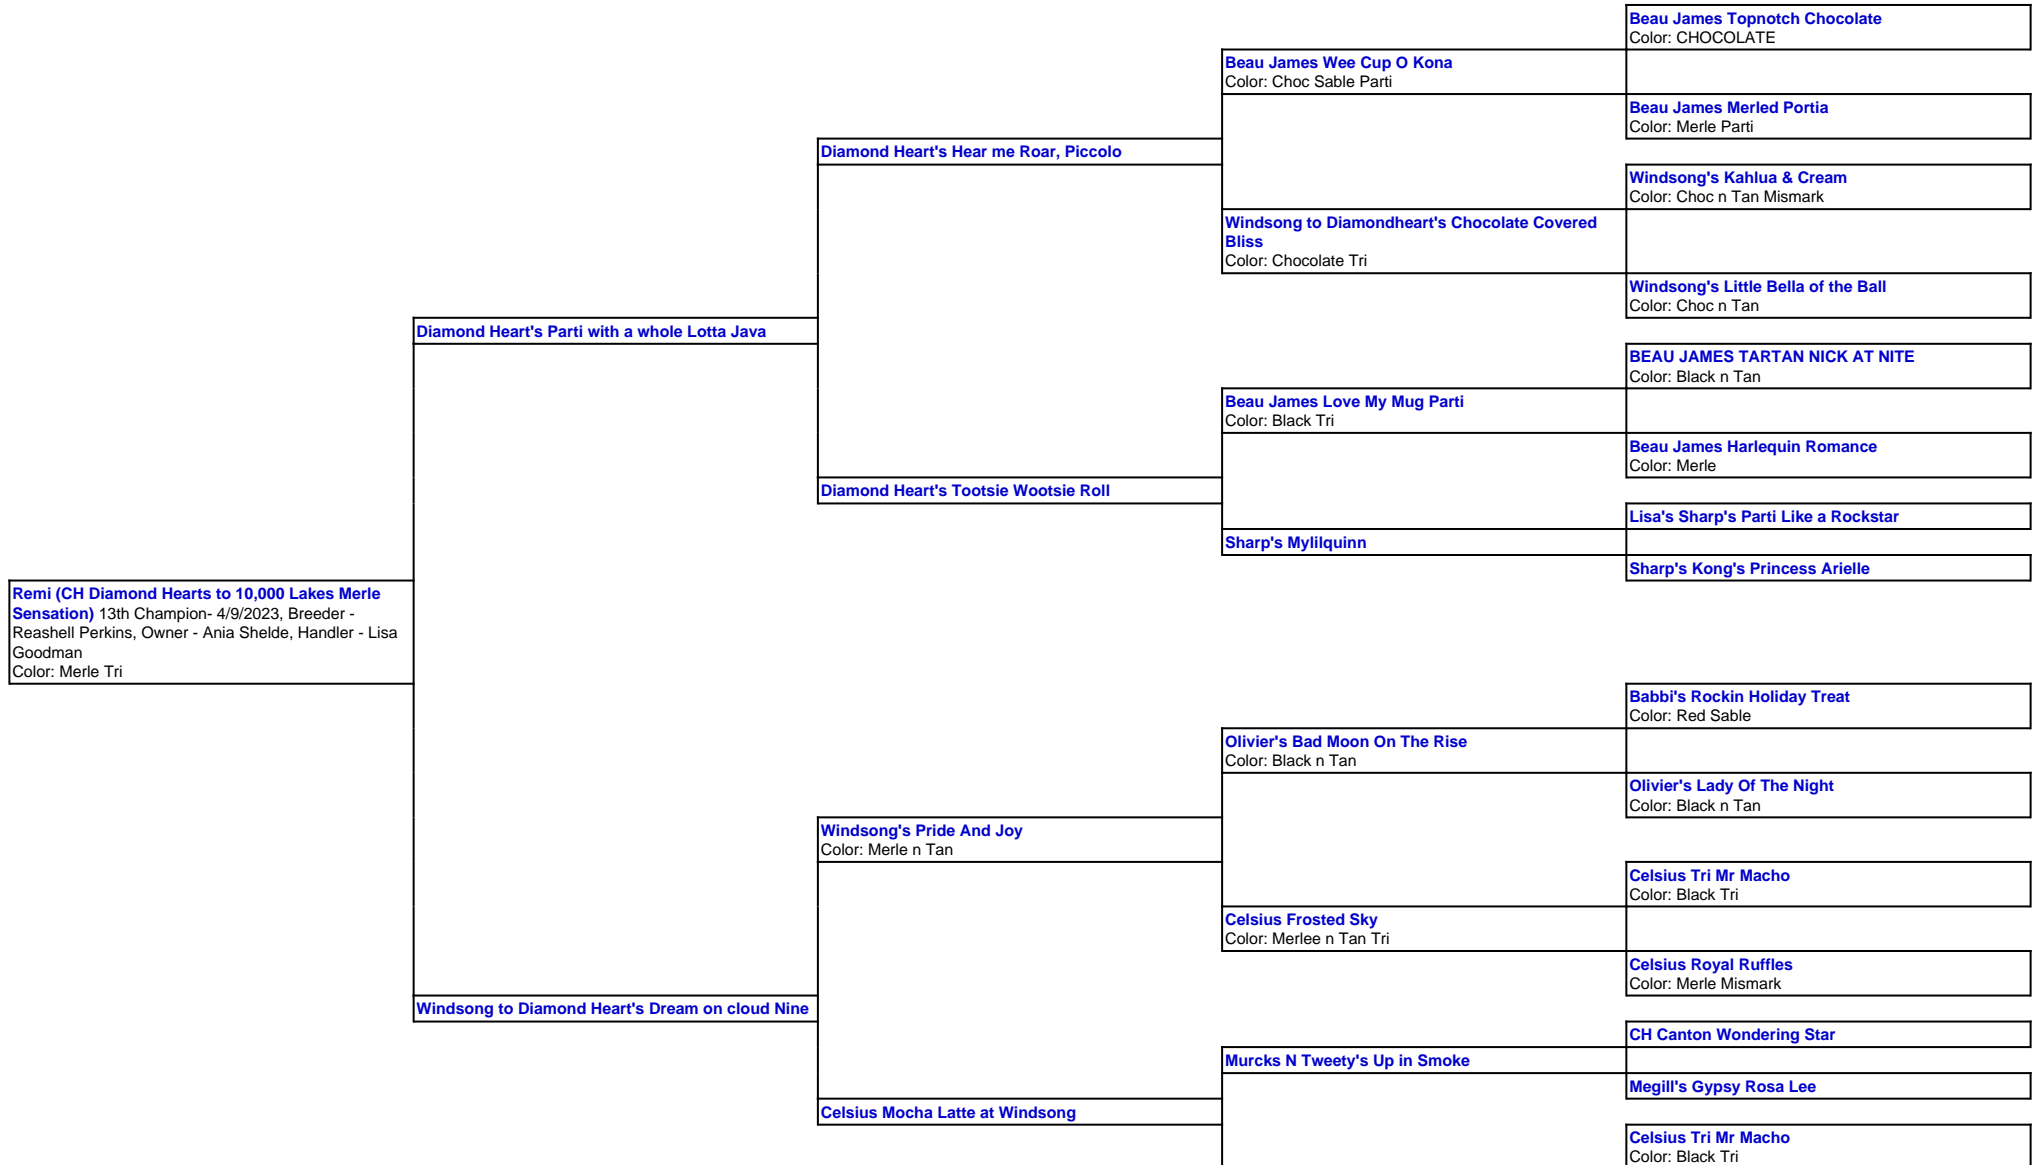 Beau James Topnotch Chocolate
Color: CHOCOLATE
Beau James Wee Cup O Kona
Color: Choc Sable Parti
Beau James Merled Portia
Color: Merle Parti
Diamond Heart's Hear me Roar, Piccolo
Windsong's Kahlua & Cream
Color: Choc n Tan Mismark
Windsong to Diamondheart's Chocolate Covered
Bliss
Color: Chocolate Tri
Windsong's Little Bella of the Ball
Color: Choc n Tan
Diamond Heart's Parti with a whole Lotta Java
BEAU JAMES TARTAN NICK AT NITE
Color: Black n Tan
Beau James Love My Mug Parti
Color: Black Tri
Beau James Harlequin Romance
Color: Merle
Diamond Heart's Tootsie Wootsie Roll
Lisa's Sharp's Parti Like a Rockstar
Sharp's Mylilquinn
Sharp's Kong's Princess Arielle
Remi (CH Diamond Hearts to 10,000 Lakes Merle
Sensation) 13th Champion- 4/9/2023, Breeder -
Reashell Perkins, Owner - Ania Shelde, Handler - Lisa
Goodman
Color: Merle Tri
Babbi's Rockin Holiday Treat
Color: Red Sable
Olivier's Bad Moon On The Rise
Color: Black n Tan
Olivier's Lady Of The Night
Color: Black n Tan
Windsong's Pride And Joy
Color: Merle n Tan
Celsius Tri Mr Macho
Color: Black Tri
Celsius Frosted Sky
Color: Merlee n Tan Tri
Celsius Royal Ruffles
Color: Merle Mismark
Windsong to Diamond Heart's Dream on cloud Nine
CH Canton Wondering Star
Murcks N Tweety's Up in Smoke
Megill's Gypsy Rosa Lee
Celsius Mocha Latte at Windsong
Celsius Tri Mr Macho
Color: Black Tri